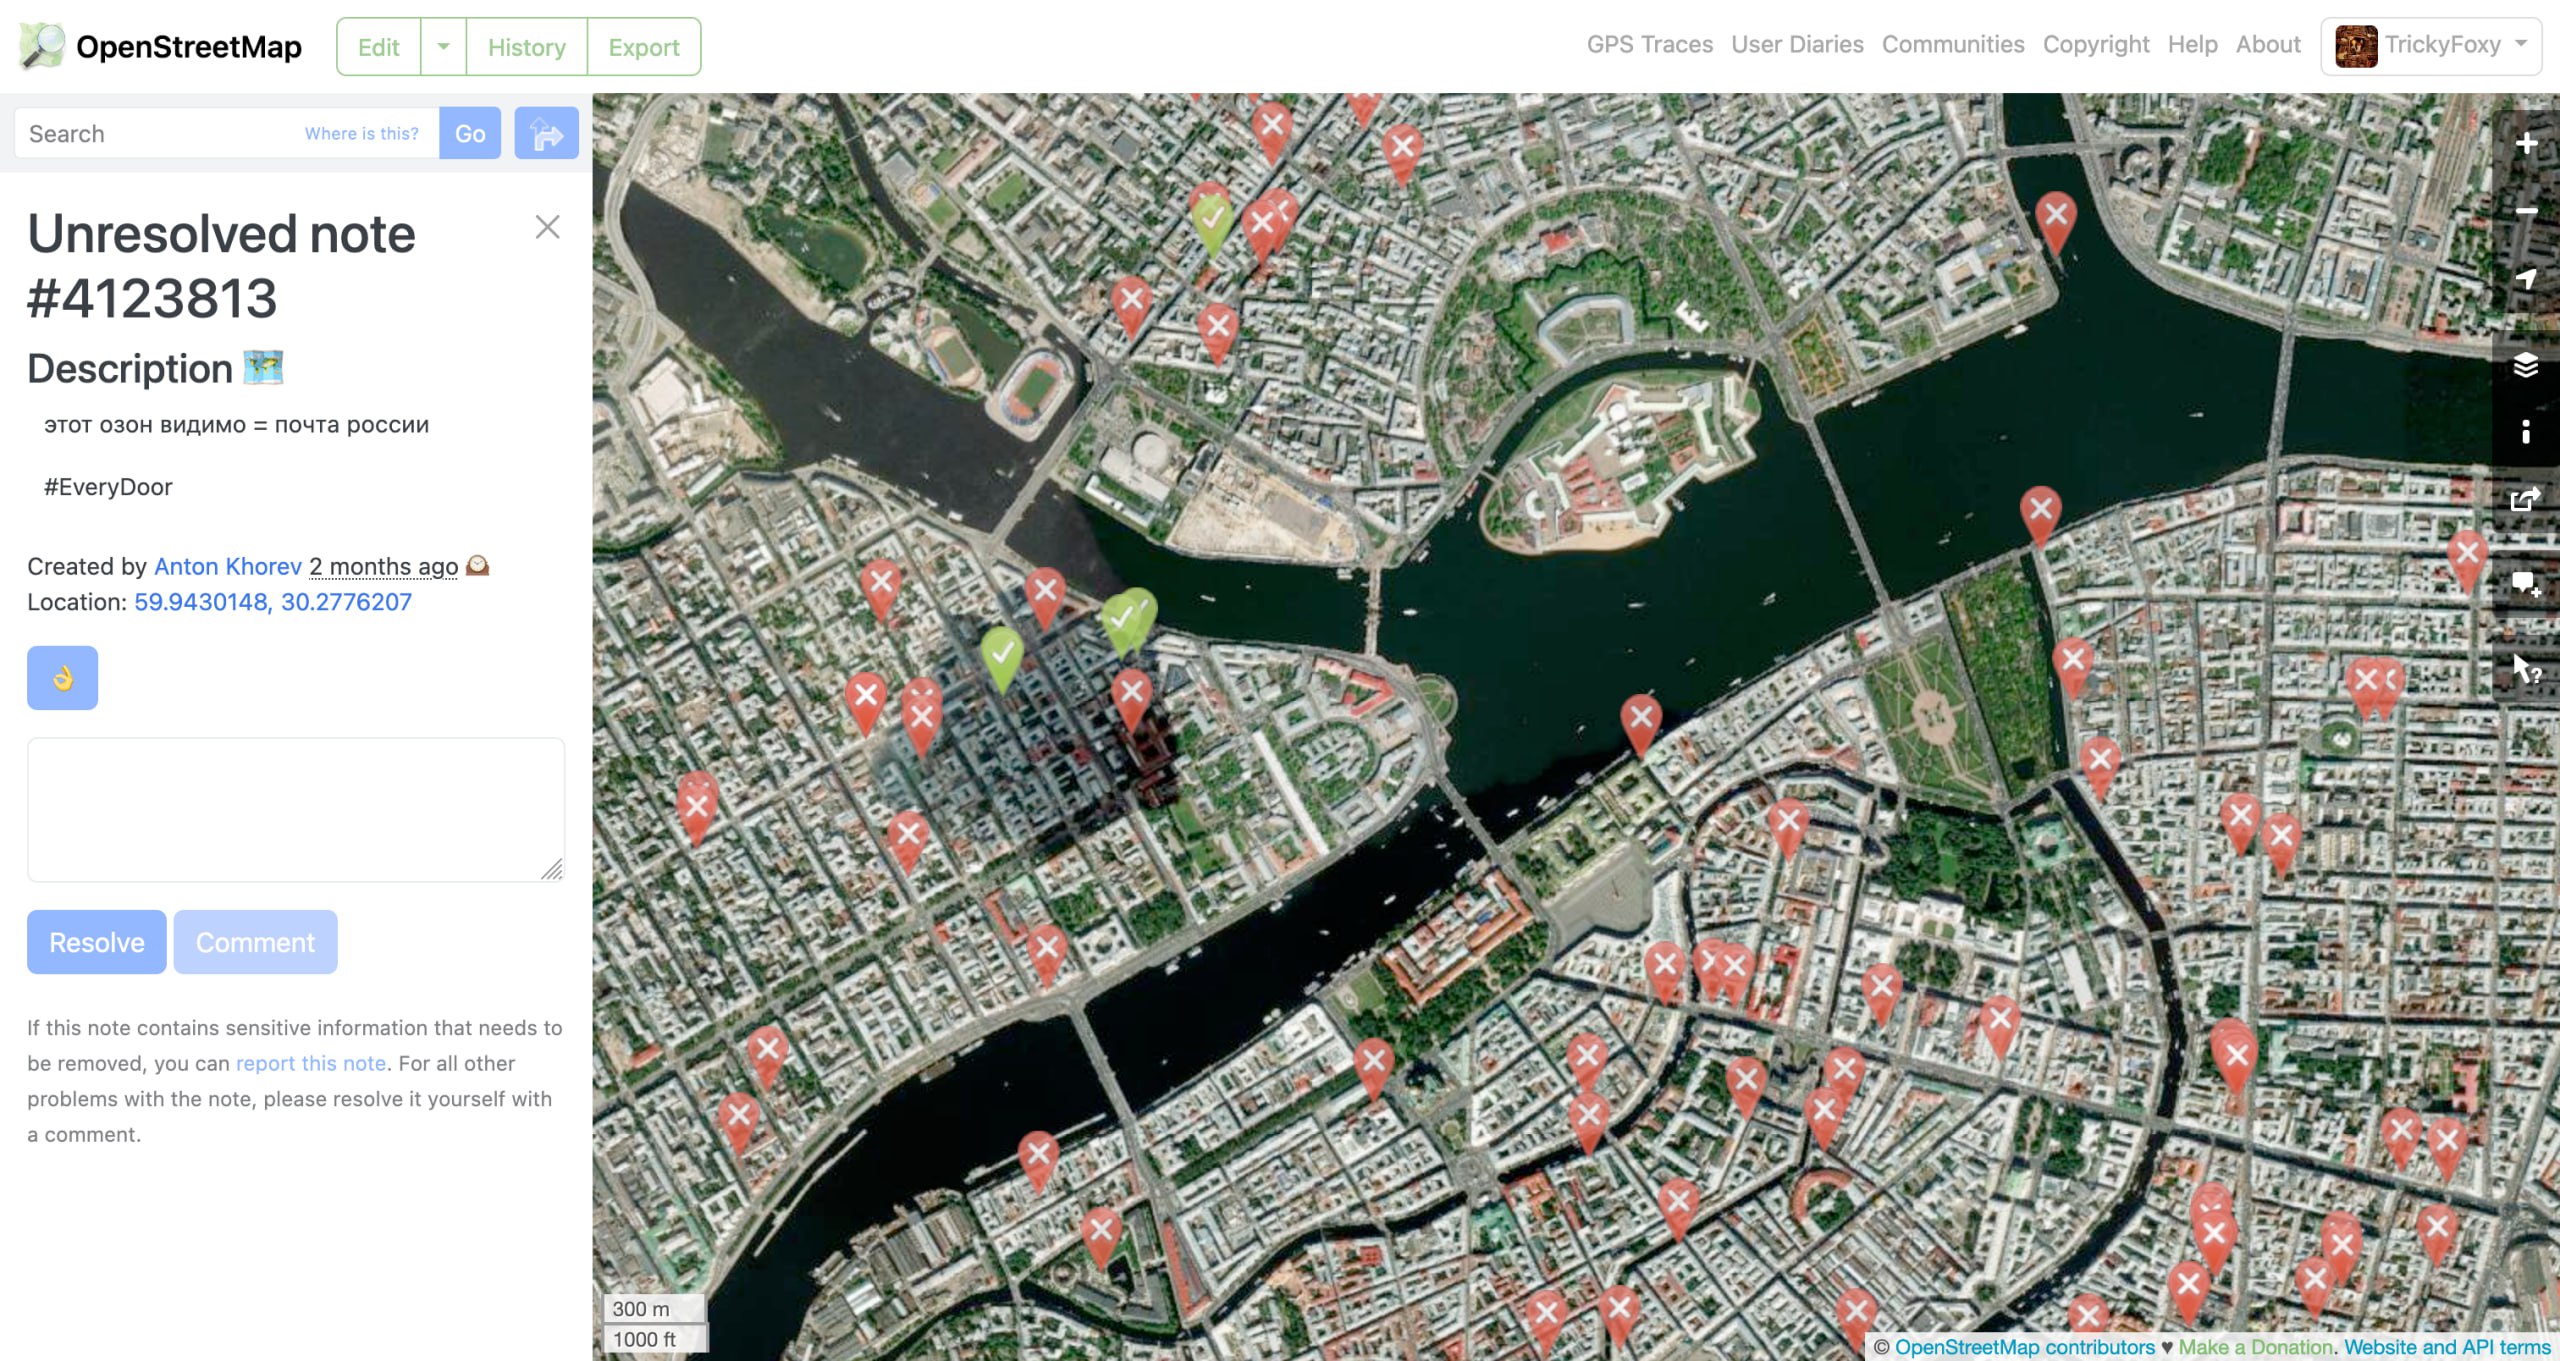 OpenStreetMap
Edit
History
Export
GPS Traces
User Diaries
Communities
Copyright
Help
About
TrickyFoxy
Search
Where is this?
Go
Unresolved note
#4123813
Description
этот озон видимо = почта россии
#EveryDoor
Created by Anton Khorev 2 months ago
Location: 59.9430148, 30.2776207
Resolve
Comment
If this note contains sensitive information that needs to
be removed, you can report this note. For all other
problems with the note, please resolve it yourself with
a comment.
300 m
1000 ft
© OpenStreetMap contributors ♥ Make a Donation. Website and API terms